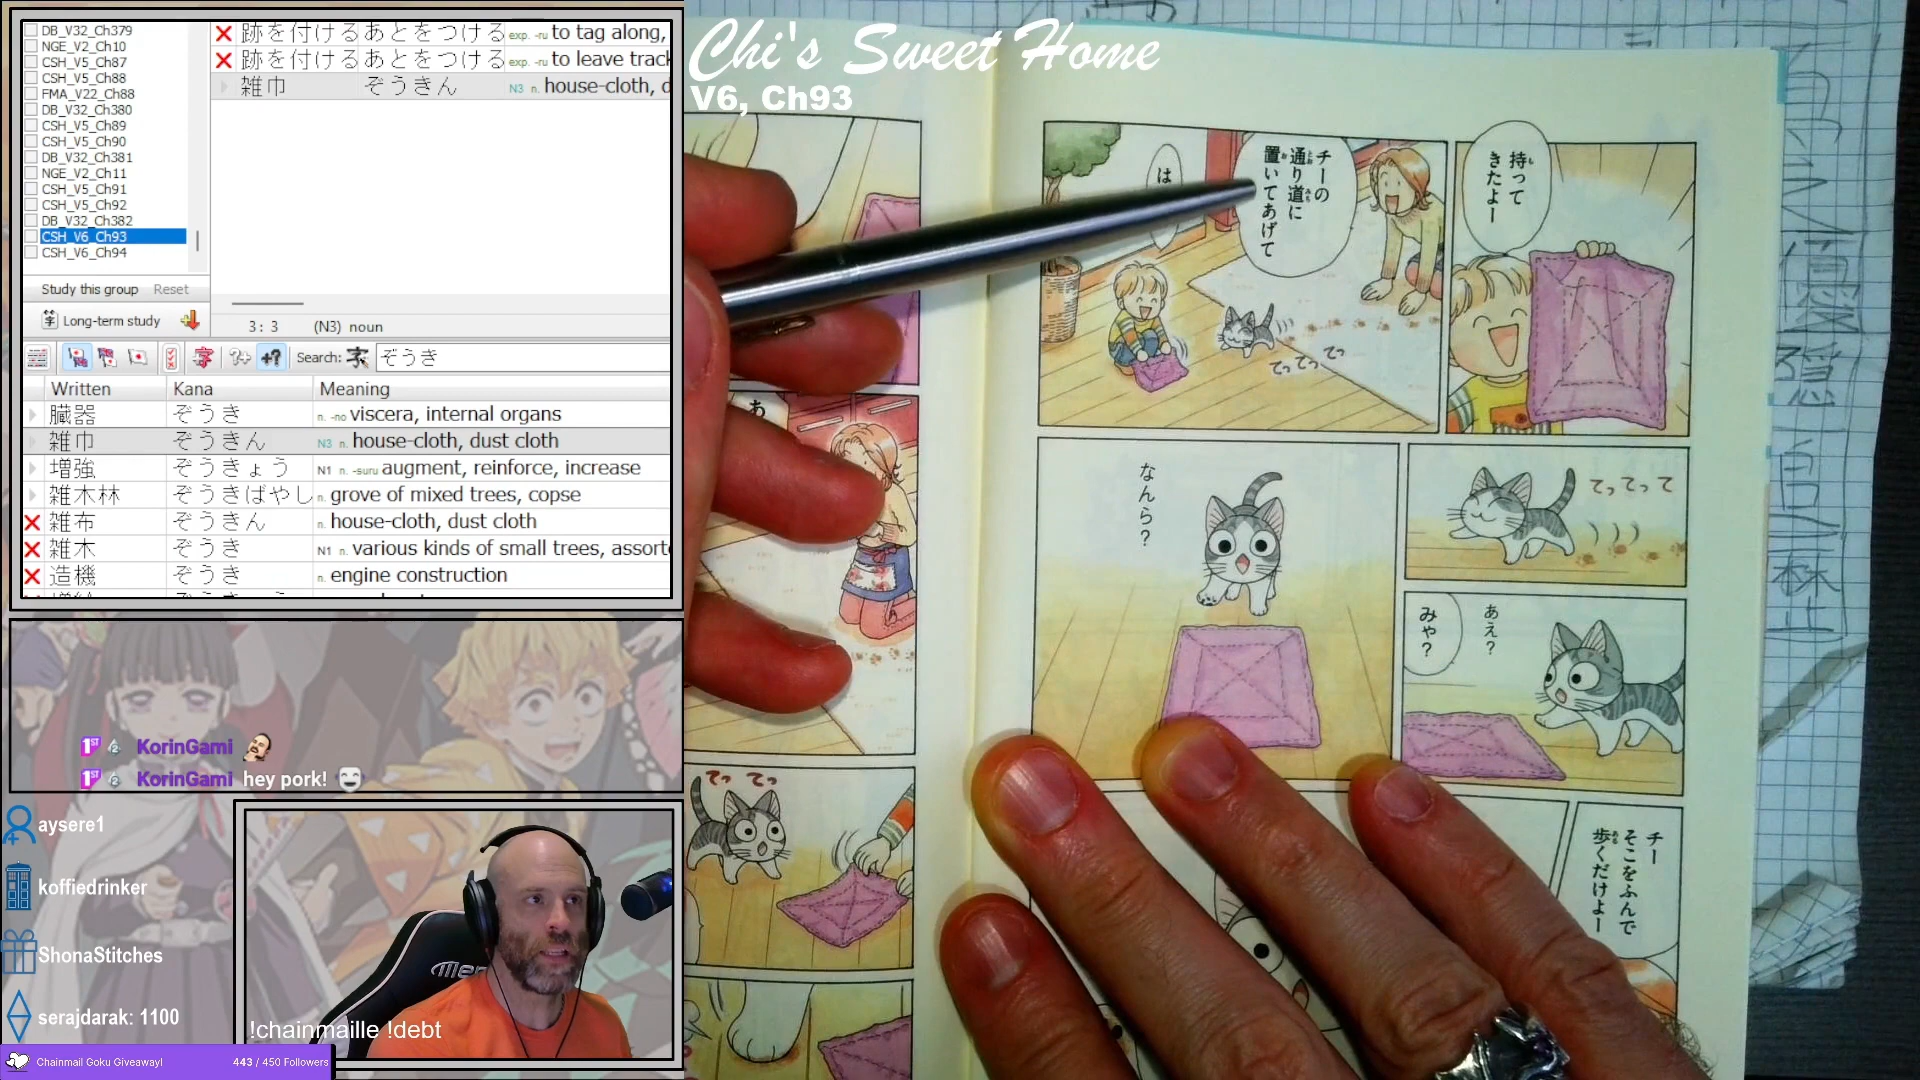 DB_V32_Ch379
NGE_V2_Ch10
CSH_V5_Ch87
CSH_V5_Ch88
FMA_V22_Ch88
DB_V32_Ch380
CSH_V5_Ch89
CSH_V5_Ch90
DB_V32_Ch381
NGE_V2_Ch11
CSH_V5_Ch91
CSH_V5_Ch92
DB_V32_Ch382
CSH_V6_Ch93
CSH_V6_Ch94
Study this group Reset
Long-term study
跡を付ける あとをつける exp. -ru to tag along,
跡を付ける あとをつける exp. -ru to leave track
雑巾 ぞうきん N3 n. house-cloth, d
3: 3 (N3) noun
Search: ぞうき
Written Kana Meaning
臓器 ぞうき n. -no viscera, internal organs
雑巾 ぞうきん N3 n. house-cloth, dust cloth
増強 ぞうきょう N1 n. -suru augment, reinforce, increase
雑木林 ぞうきばやし n. grove of mixed trees, copse
雑布 ぞうきん n. house-cloth, dust cloth
雑木 ぞうき N1 n. various kinds of small trees, assort
造機 ぞうき n. engine construction
1ST KorinGami
1ST KorinGami hey pork!
aysere1
koffiedrinker
ShonaStitches
serajdarak: 1100
!chainmaille !debt
Chainmail Goku Giveaway! 443 / 450 Followers
Chi's Sweet Home
V6, Ch93
持って
きたよー
チーの
通り道に
置いてあげて
は
てってってっ
てってって
なんら？
あえ？
みゃ？
チー
そこをふんで
歩くだけよー
あ
てっ てっ